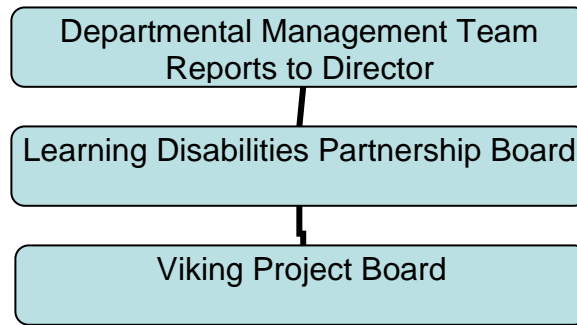 Departmental Management Team
Reports to Director
Learning Disabilities Partnership Board
Viking Project Board